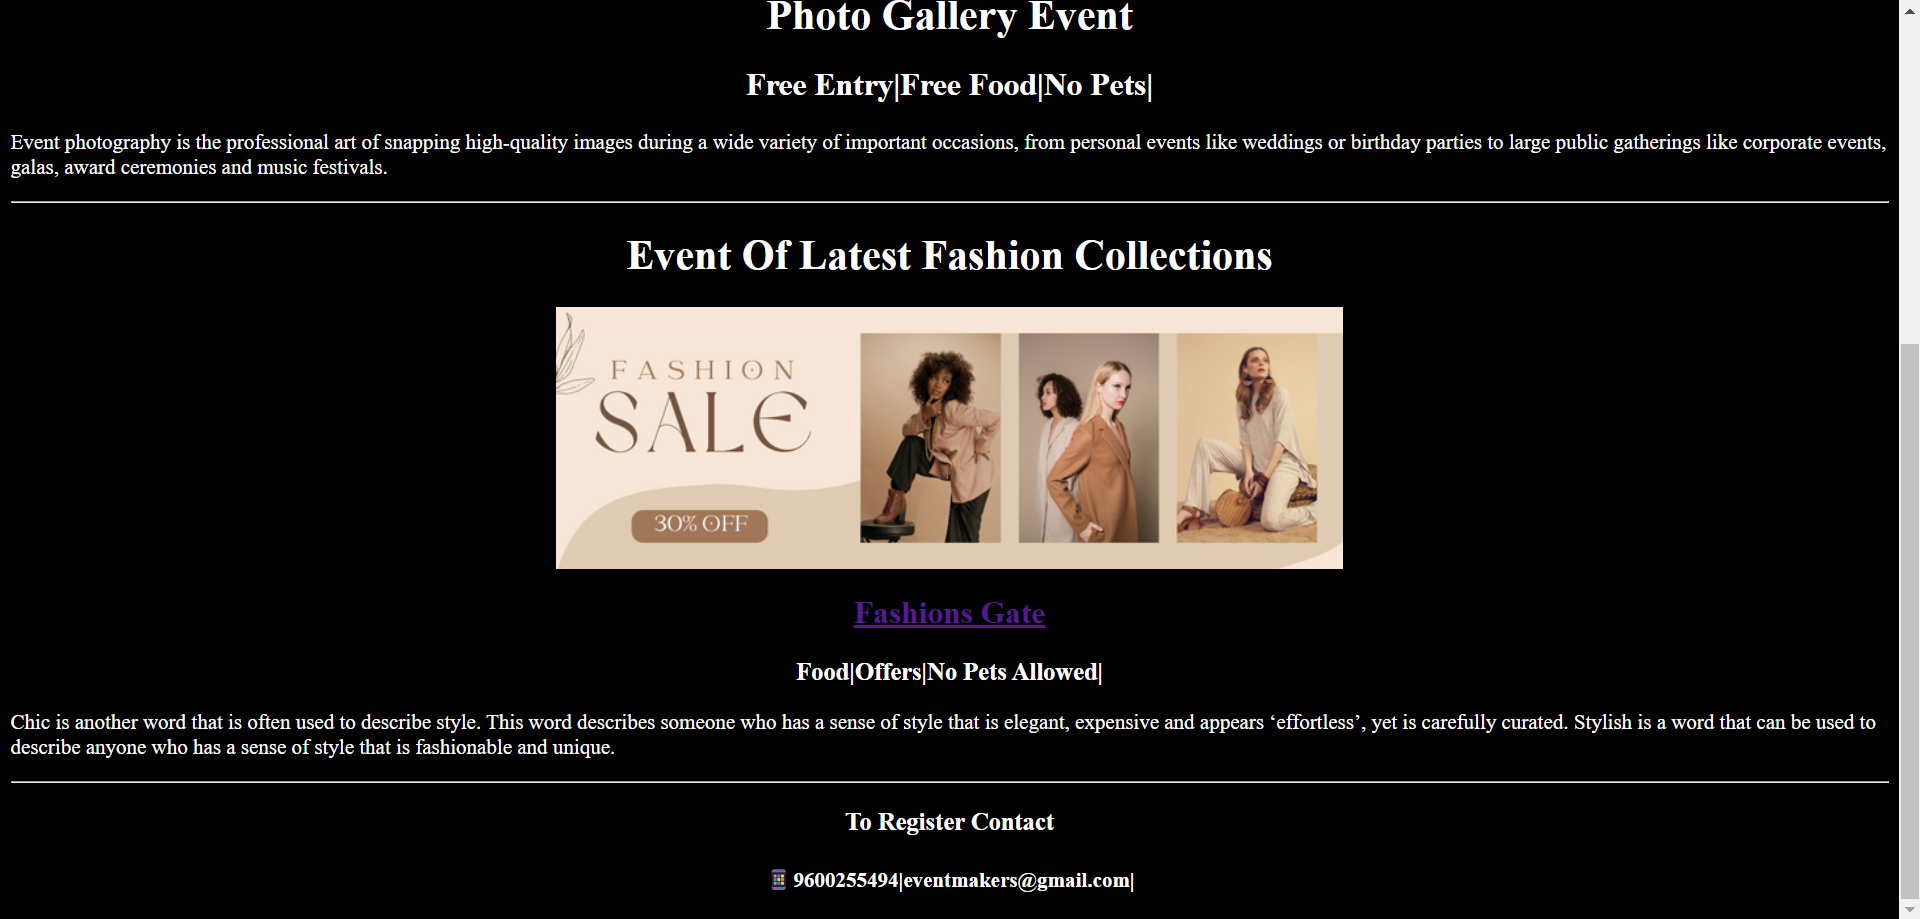 Photo Gallery Event
Free Entry|Free Food|No Pets|
Event photography is the professional art of snapping high-quality images during a wide variety of important occasions, from personal events like weddings or birthday parties to large public gatherings like corporate events,
galas, award ceremonies and music festivals.
Event Of Latest Fashion Collections
FASHION
SALE
30% OFF
Fashions Gate
Food|Offers|No Pets Allowed|
Chic is another word that is often used to describe style. This word describes someone who has a sense of style that is elegant, expensive and appears ‘effortless’, yet is carefully curated. Stylish is a word that can be used to
describe anyone who has a sense of style that is fashionable and unique.
To Register Contact
📱9600255494|eventmakers@gmail.com|